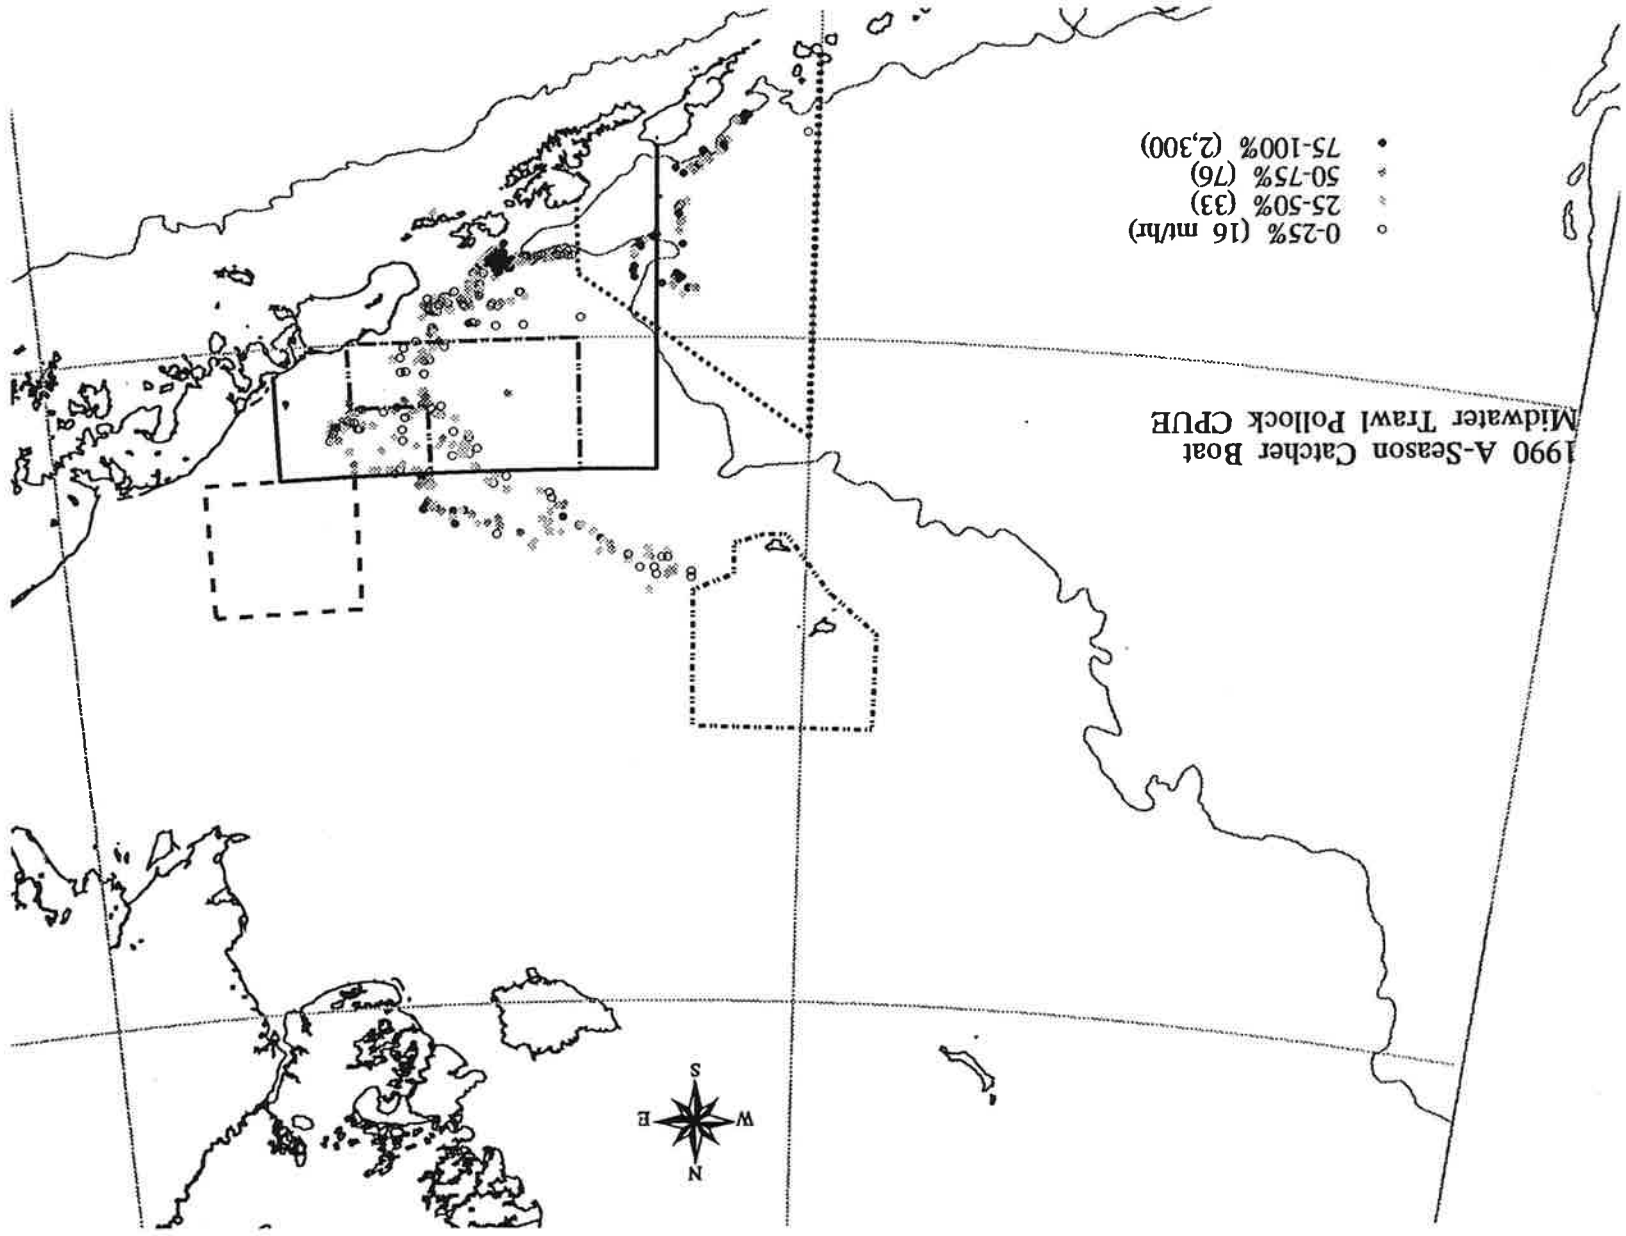 N
W E
S
1990 A-Season Catcher Boat
Midwater Trawl Pollock CPUE
0-25% (16 mt/hr)
25-50% (33)
50-75% (76)
75-100% (2,300)